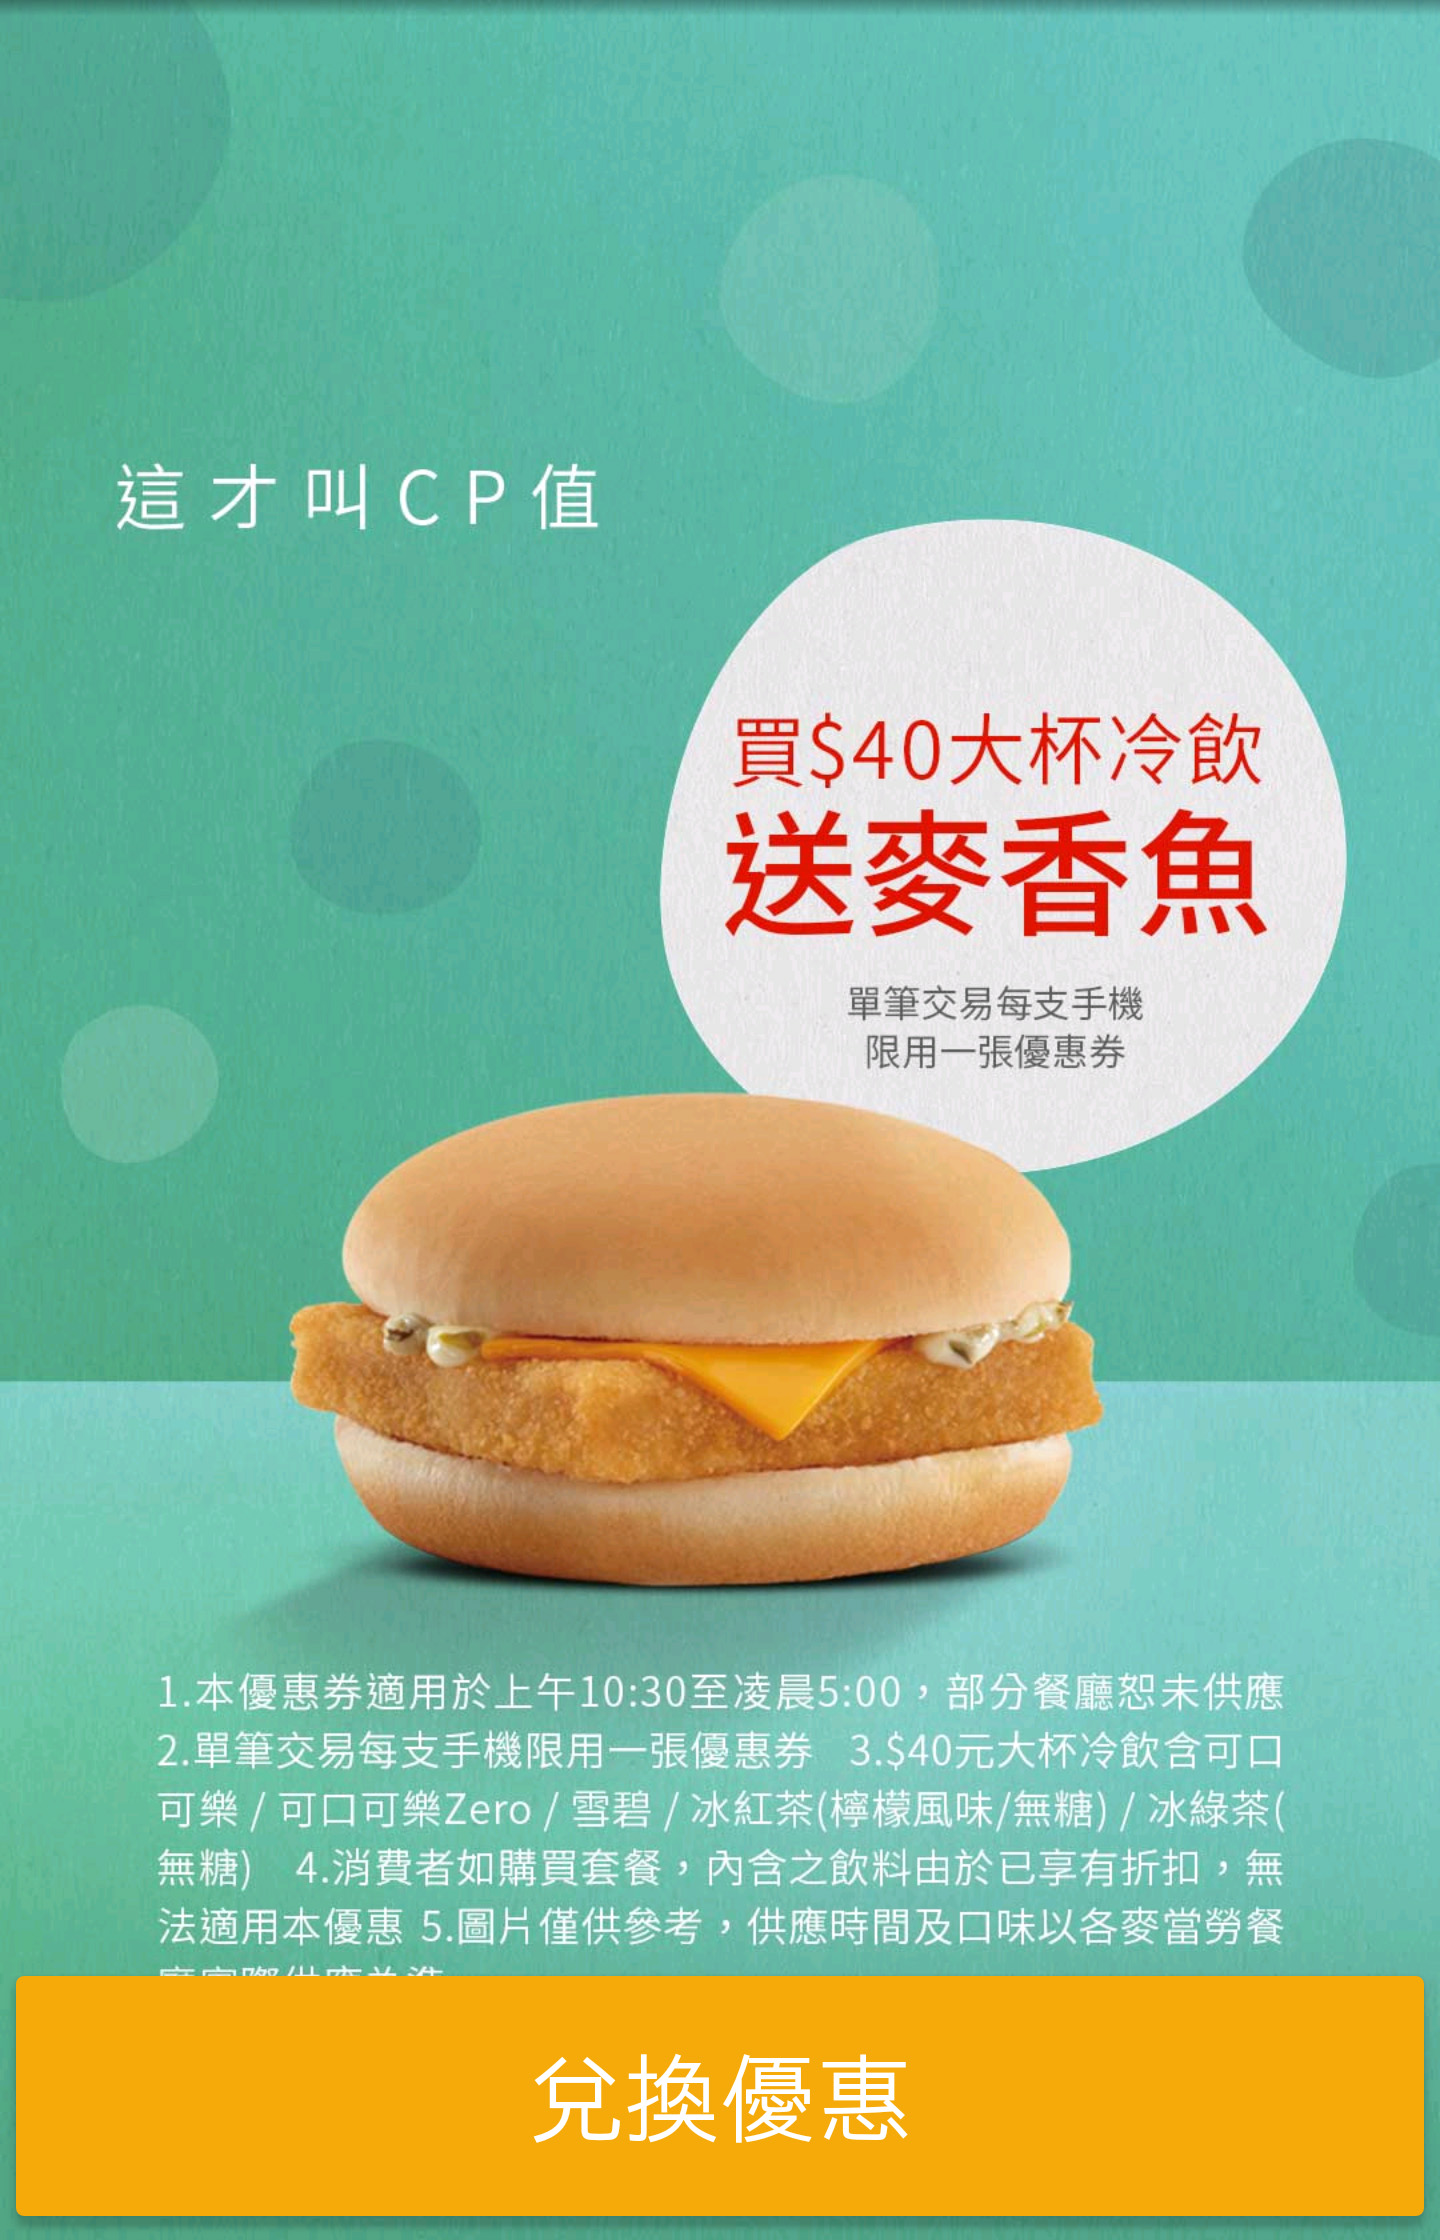 這才叫CP值
買$40大杯冷飲
送麥香魚
單筆交易每支手機
限用一張優惠券
1.本優惠券適用於上午10:30至凌晨5:00，部分餐廳恕未供應
2.單筆交易每支手機限用一張優惠券　3.$40元大杯冷飲含可口
可樂 / 可口可樂Zero / 雪碧 / 冰紅茶(檸檬風味/無糖) / 冰綠茶(
無糖)　4.消費者如購買套餐，內含之飲料由於已享有折扣，無
法適用本優惠 5.圖片僅供參考，供應時間及口味以各麥當勞餐
兌換優惠